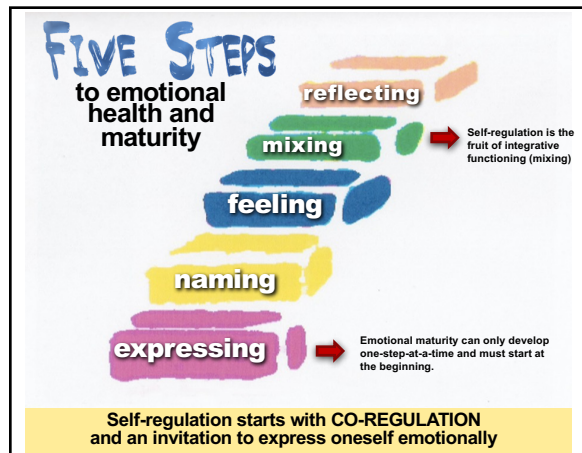 FIVE STEPS
to emotional
health and
maturity
reflecting
mixing
Self-regulation is the
fruit of integrative
functioning (mixing)
feeling
naming
expressing
Emotional maturity can only develop
one-step-at-a-time and must start at
the beginning.
Self-regulation starts with CO-REGULATION
and an invitation to express oneself emotionally